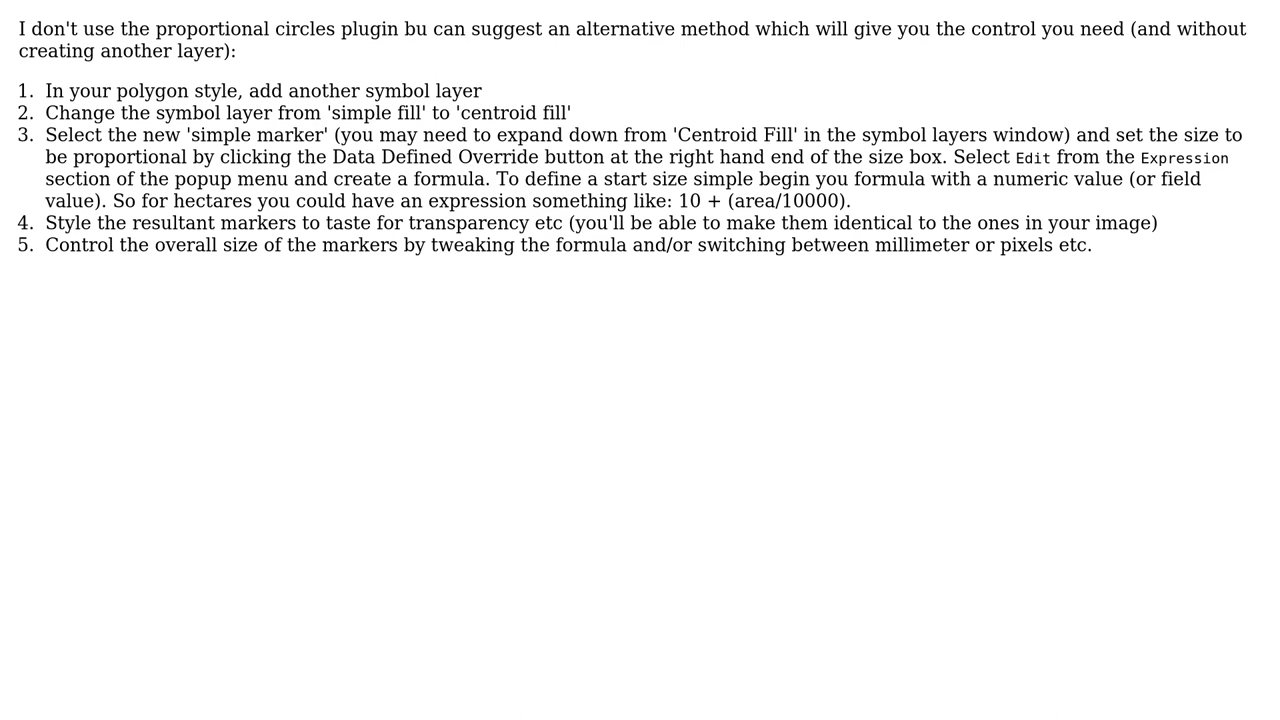 I don't use the proportional circles plugin bu can suggest an alternative method which will give you the control you need (and without
creating another layer):
1. In your polygon style, add another symbol layer
2. Change the symbol layer from 'simple fill' to 'centroid fill'
3. Select the new 'simple marker' (you may need to expand down from 'Centroid Fill' in the symbol layers window) and set the size to
be proportional by clicking the Data Defined Override button at the right hand end of the size box. Select Edit from the Expression
section of the popup menu and create a formula. To define a start size simple begin you formula with a numeric value (or field
value). So for hectares you could have an expression something like: 10 + (area/10000).
4. Style the resultant markers to taste for transparency etc (you'll be able to make them identical to the ones in your image)
5. Control the overall size of the markers by tweaking the formula and/or switching between millimeter or pixels etc.